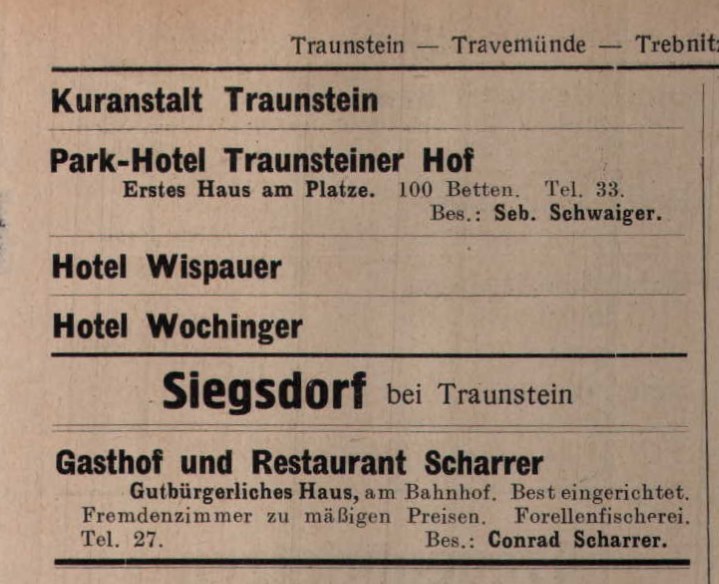 Traunstein — Travemünde — Trebnitz
Kuranstalt Traunstein
Park-Hotel Traunsteiner Hof
Erstes Haus am Platze. 100 Betten. Tel. 33.
Bes.: Seb. Schwaiger.
Hotel Wispauer
Hotel Wochinger
Siegsdorf bei Traunstein
Gasthof und Restaurant Scharrer
Gutbürgerliches Haus, am Bahnhof. Best eingerichtet.
Fremdenzimmer zu mäßigen Preisen. Forellenfischerei.
Tel. 27. Bes.: Conrad Scharrer.